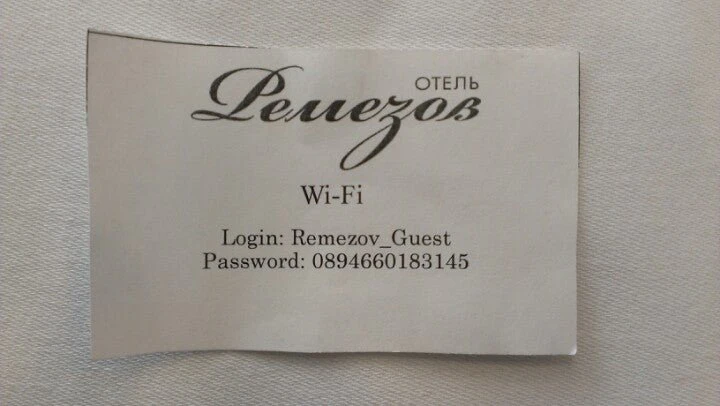 ОТЕЛЬ
Ремезов
Wi-Fi
Login: Remezov_Guest
Password: 0894660183145